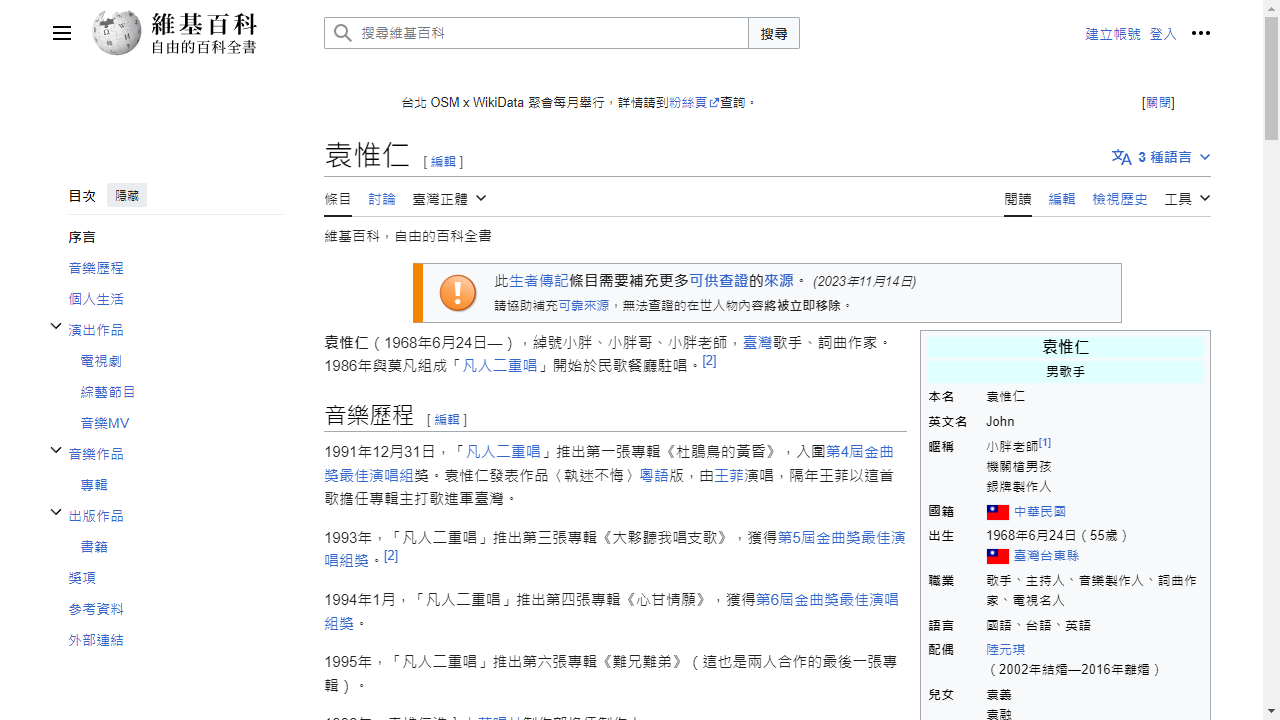 維基百科
自由的百科全書
搜尋維基百科
搜尋
建立帳號 登入
台北 OSM x WikiData 聚會每月舉行，詳情請到粉絲頁查詢。
[關閉]
袁惟仁 [編輯]
3 種語言
目次 隱藏
條目 討論 臺灣正體
閱讀 編輯 檢視歷史 工具
序言
音樂歷程
個人生活
演出作品
電視劇
綜藝節目
音樂MV
音樂作品
專輯
出版作品
書籍
獎項
參考資料
外部連結
維基百科，自由的百科全書
此生者傳記條目需要補充更多可供查證的來源。 (2023年11月14日)
請協助補充可靠來源，無法查證的在世人物內容將被立即移除。
袁惟仁（1968年6月24日—），綽號小胖、小胖哥、小胖老師，臺灣歌手、詞曲作家。
1986年與莫凡組成「凡人二重唱」開始於民歌餐廳駐唱。[2]
音樂歷程 [編輯]
1991年12月31日，「凡人二重唱」推出第一張專輯《杜鵑鳥的黃昏》，入圍第4屆金曲
獎最佳演唱組獎。袁惟仁發表作品〈執迷不悔〉粵語版，由王菲演唱，隔年王菲以這首
歌擔任專輯主打歌進軍臺灣。
1993年，「凡人二重唱」推出第三張專輯《大夥聽我唱支歌》，獲得第5屆金曲獎最佳演
唱組獎。[2]
1994年1月，「凡人二重唱」推出第四張專輯《心甘情願》，獲得第6屆金曲獎最佳演唱
組獎。
1995年，「凡人二重唱」推出第六張專輯《難兄難弟》（這也是兩人合作的最後一張專
輯）。
袁惟仁
男歌手
本名 袁惟仁
英文名 John
暱稱 小胖老師[1]
機關槍男孩
銀牌製作人
國籍 中華民國
出生 1968年6月24日（55歲）
臺灣台東縣
職業 歌手、主持人、音樂製作人、詞曲作
家、電視名人
語言 國語、台語、英語
配偶 陸元琪
（2002年結婚—2016年離婚）
兒女 袁義
袁融